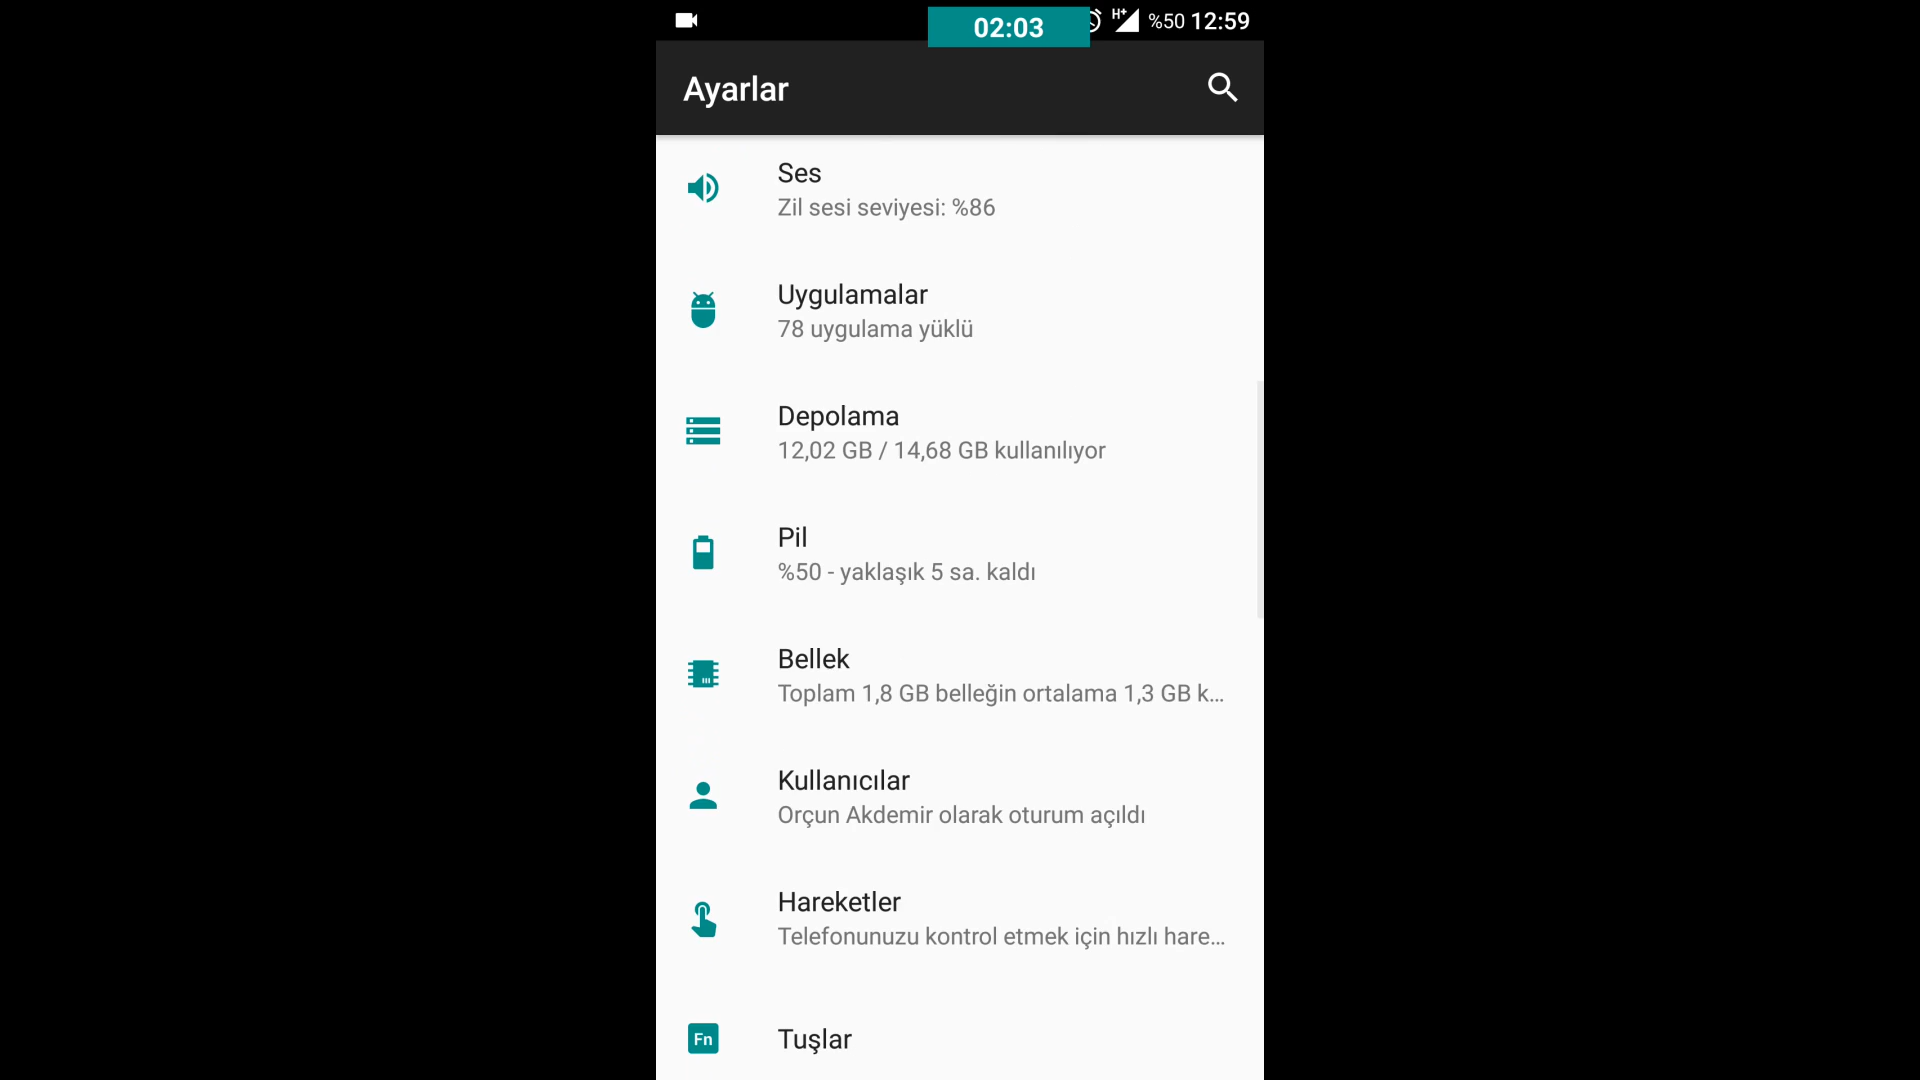 02:03
H+
%50 12:59
Ayarlar
Ses
Zil sesi seviyesi: %86
Uygulamalar
78 uygulama yüklü
Depolama
12,02 GB / 14,68 GB kullanılıyor
Pil
%50 - yaklaşık 5 sa. kaldı
Bellek
Toplam 1,8 GB belleğin ortalama 1,3 GB k...
Kullanıcılar
Orçun Akdemir olarak oturum açıldı
Hareketler
Telefonunuzu kontrol etmek için hızlı hare...
Fn
Tuşlar